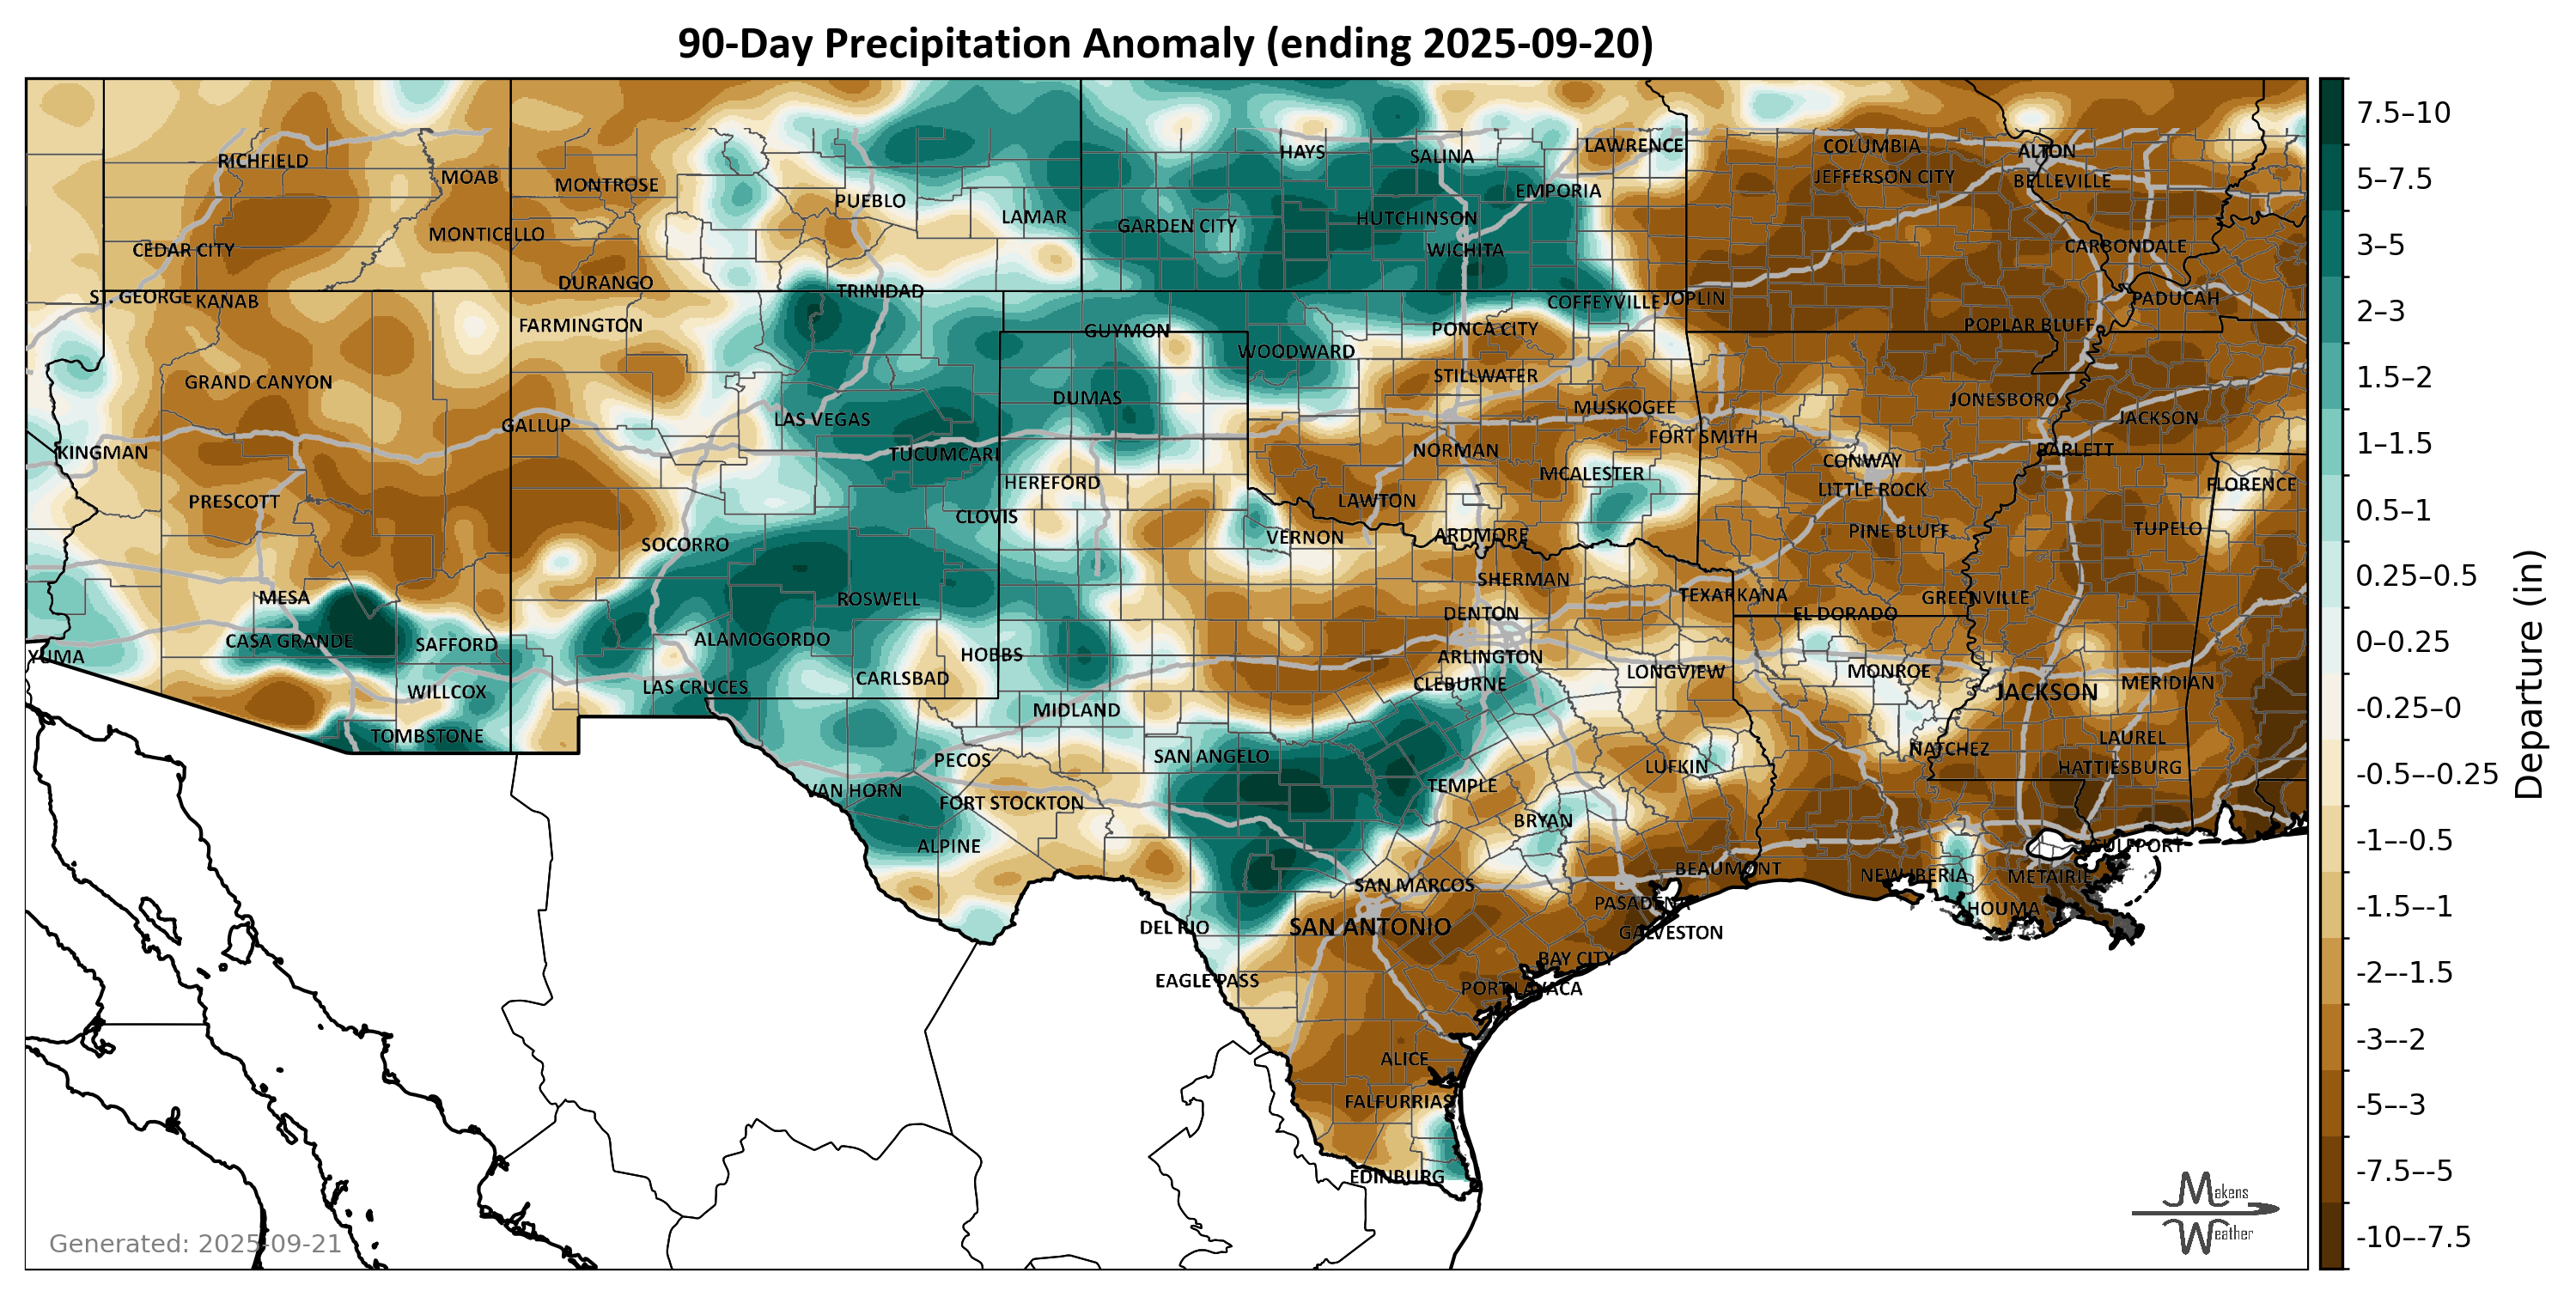 90-Day Precipitation Anomaly (ending 2025-09-20)
RICHFIELD
MOAB
MONTROSE
PUEBLO
LAMAR
HAYS
SALINA
LAWRENCE
EMPORIA
COLUMBIA
JEFFERSON CITY
ALTON
BELLEVILLE
CEDAR CITY
MONTICELLO
GARDEN CITY
HUTCHINSON
WICHITA
CARBONDALE
DURANGO
TRINIDAD
ST. GEORGE
KANAB
FARMINGTON
GUYMON
PONCA CITY
COFFEYVILLE
JOPLIN
POPLAR BLUFF
PADUCAH
WOODWARD
STILLWATER
GRAND CANYON
DUMAS
MUSKOGEE
JONESBORO
JACKSON
GALLUP
LAS VEGAS
FORT SMITH
KINGMAN
TUCUMCARI
NORMAN
BARLETT
CONWAY
MCALESTER
HEREFORD
LITTLE ROCK
FLORENCE
PRESCOTT
LAWTON
CLOVIS
PINE BLUFF
TUPELO
SOCORRO
VERNON
ARDMORE
SHERMAN
MESA
ROSWELL
TEXARKANA
GREENVILLE
DENTON
EL DORADO
CASA GRANDE
SAFFORD
ALAMOGORDO
YUMA
HOBBS
ARLINGTON
CARLSBAD
LONGVIEW
MONROE
WILLCOX
LAS CRUCES
CLEBURNE
JACKSON
MERIDIAN
MIDLAND
TOMBSTONE
NATCHEZ
LAUREL
PECOS
SAN ANGELO
LUFKIN
HATTIESBURG
VAN HORN
FORT STOCKTON
TEMPLE
BRYAN
ALPINE
GULFPORT
BEAUMONT
NEW IBERIA
METAIRIE
SAN MARCOS
PASADENA
HOUMA
DEL RIO
SAN ANTONIO
GALVESTON
BAY CITY
EAGLE PASS
PORT LAVACA
ALICE
FALFURRIAS
EDINBURG
7.5–10
5–7.5
3–5
2–3
1.5–2
1–1.5
0.5–1
0.25–0.5
0–0.25
-0.25–0
-0.5–-0.25
-1–-0.5
-1.5–-1
-2–-1.5
-3–-2
-5–-3
-7.5–-5
-10–-7.5
Departure (in)
Generated: 2025-09-21
Makens
Weather